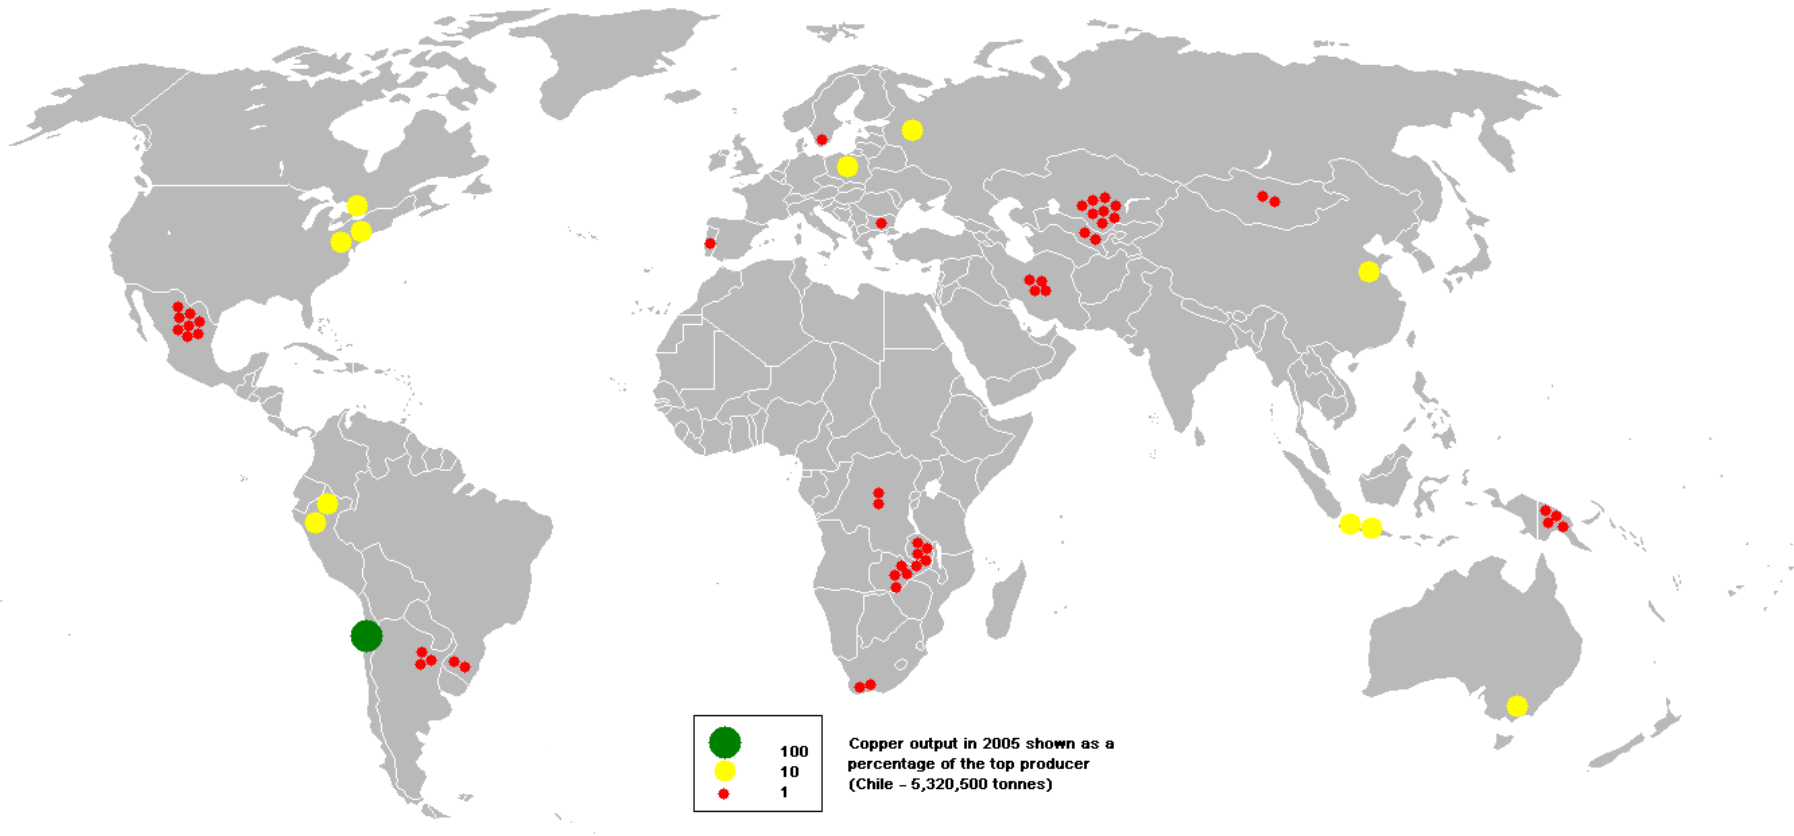 100
10
1
Copper output in 2005 shown as a
percentage of the top producer
(Chile - 5,320,500 tonnes)